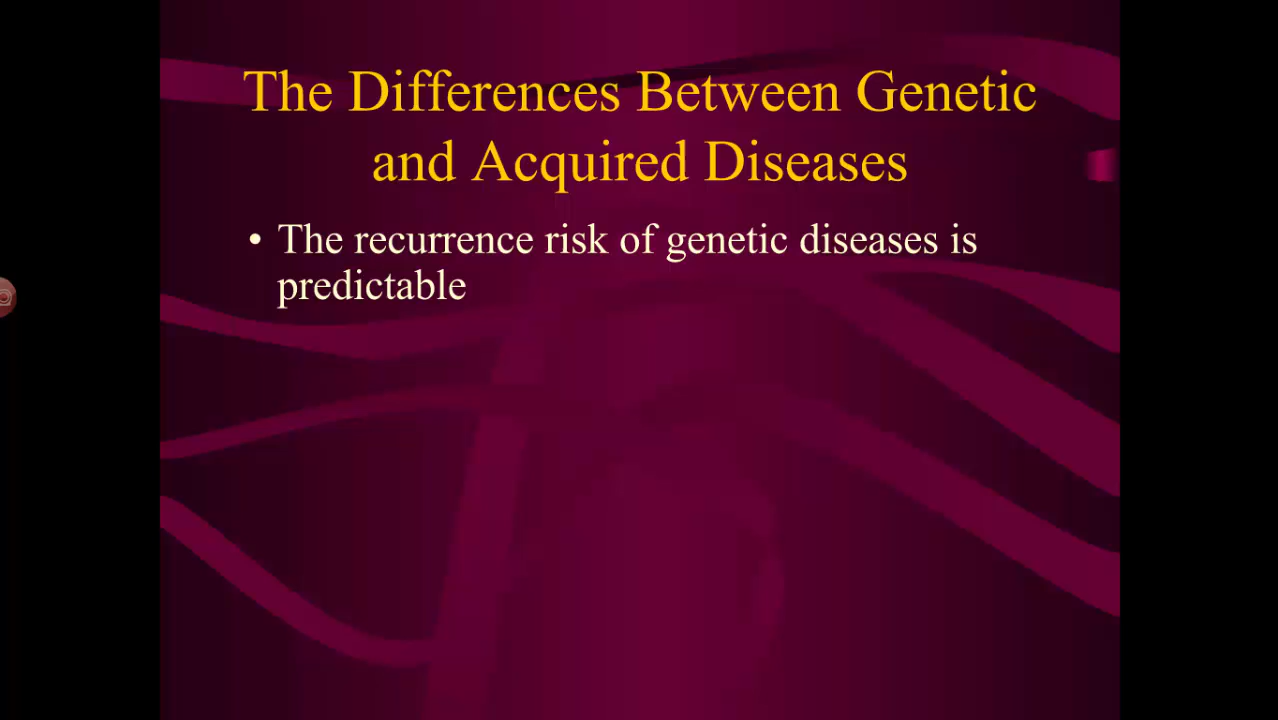 The Differences Between Genetic
and Acquired Diseases
• The recurrence risk of genetic diseases is
predictable